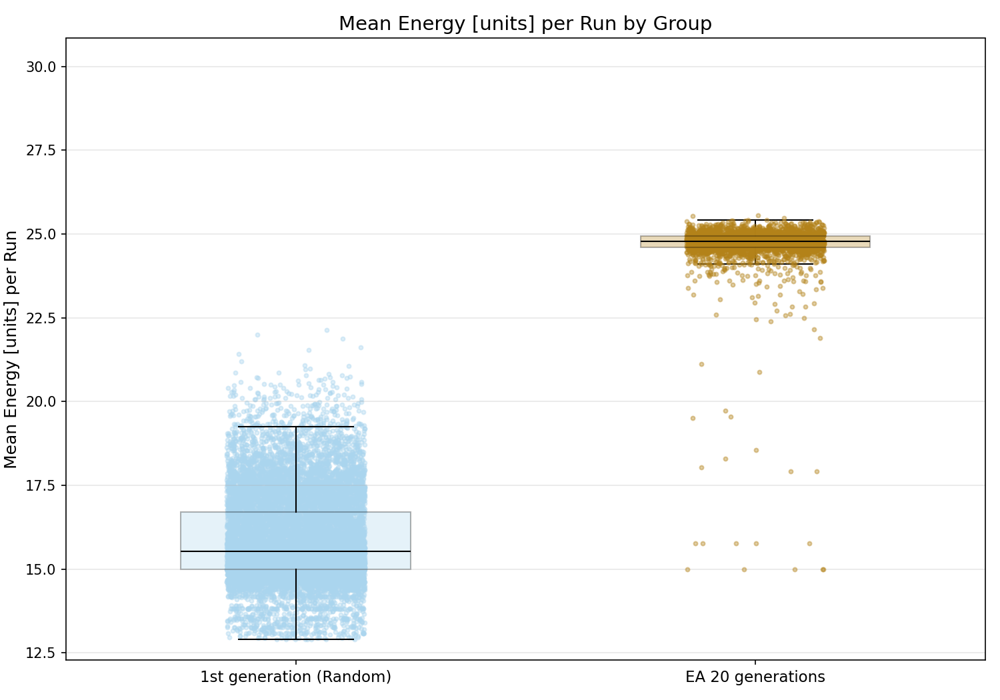 Mean Energy [units] per Run by Group
Mean Energy [units] per Run
30.0
27.5
25.0
22.5
20.0
17.5
15.0
12.5
1st generation (Random)
EA 20 generations